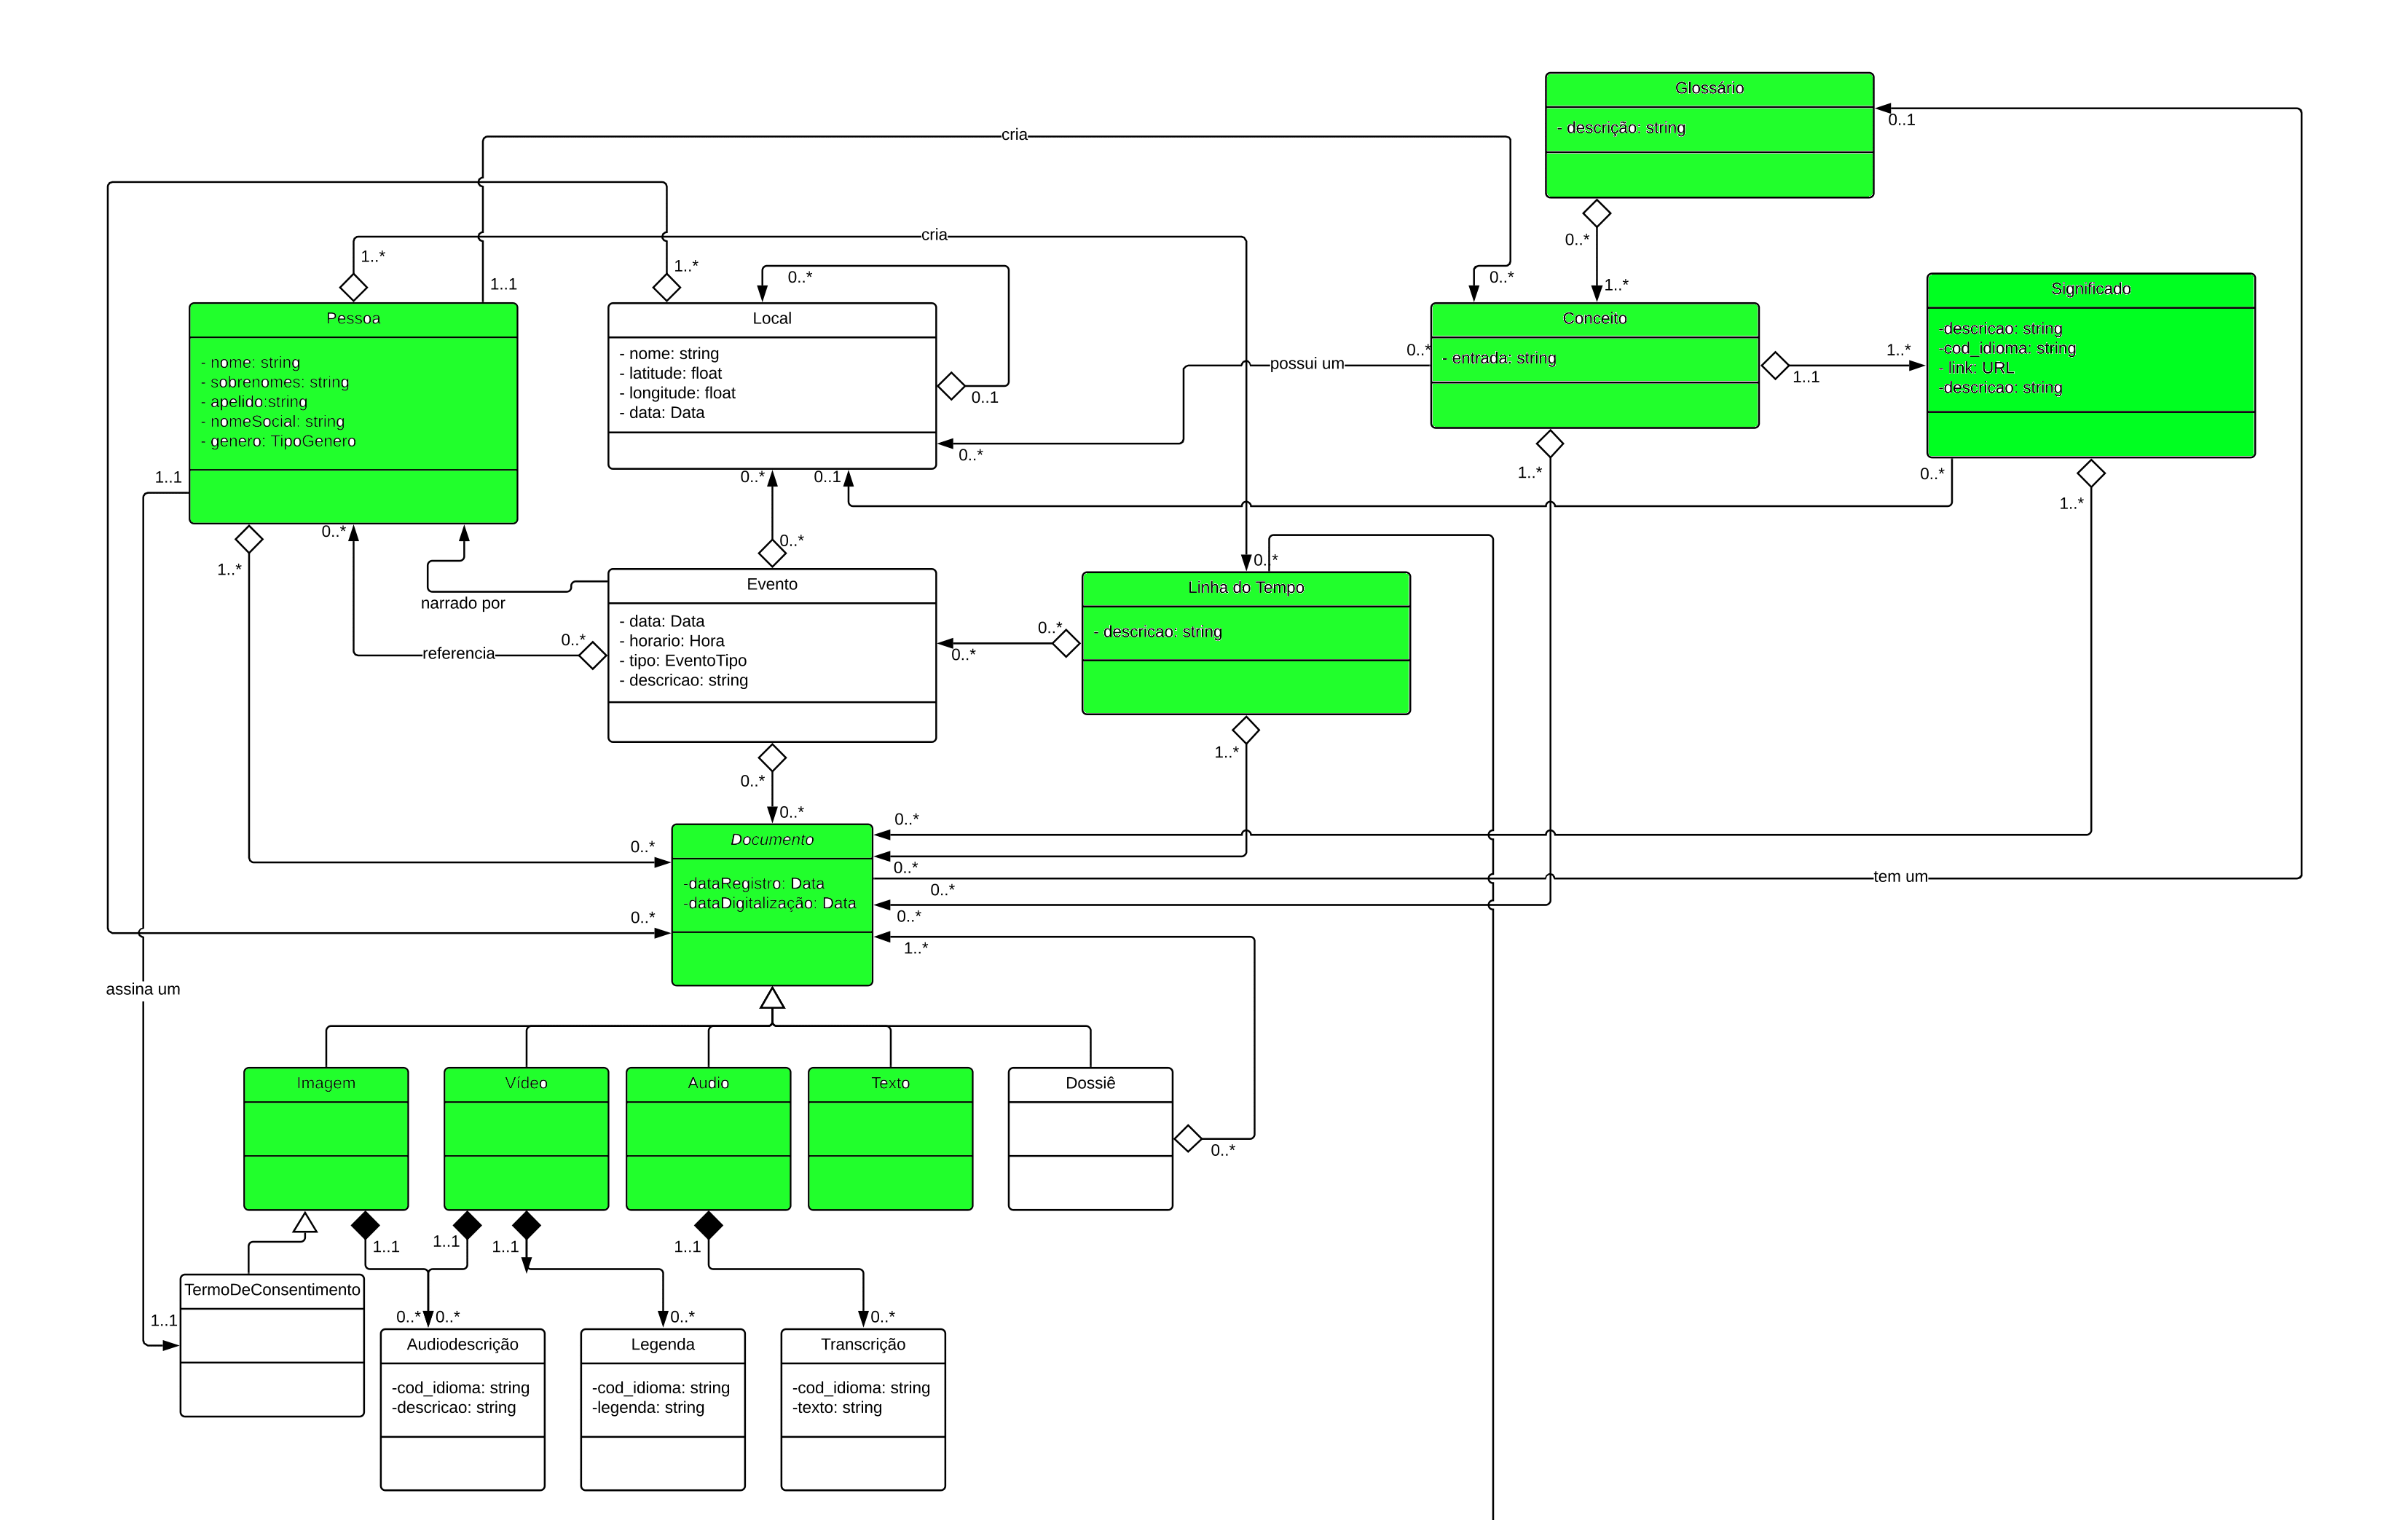 Glossário
- descrição: string
0..1
cria
0..*
1..*
cria
1..*
1..*
0..*
1..1
0..*
1..*
Pessoa
- nome: string
- sobrenomes: string
- apelido:string
- nomeSocial: string
- genero: TipoGenero
Local
- nome: string
- latitude: float
- longitude: float
- data: Data
0..1
0..*
possui um
0..*
Conceito
- entrada: string
1..1
1..*
Significado
-descricao: string
-cod_idioma: string
- link: URL
-descricao: string
1..1
0..*
0..1
1..*
0..*
1..*
0..*
0..*
0..*
1..*
narrado por
referencia
0..*
Evento
- data: Data
- horario: Hora
- tipo: EventoTipo
- descricao: string
0..*
0..*
Linha do Tempo
- descricao: string
1..*
0..*
0..*
0..*
0..*
Documento
-dataRegistro: Data
-dataDigitalização: Data
0..*
tem um
0..*
0..*
0..*
1..*
assina um
Imagem
Vídeo
Audio
Texto
Dossiê
0..*
1..1
1..1
1..1
1..1
TermoDeConsentimento
1..1
0..*
0..*
0..*
0..*
Audiodescrição
-cod_idioma: string
-descricao: string
Legenda
-cod_idioma: string
-legenda: string
Transcrição
-cod_idioma: string
-texto: string